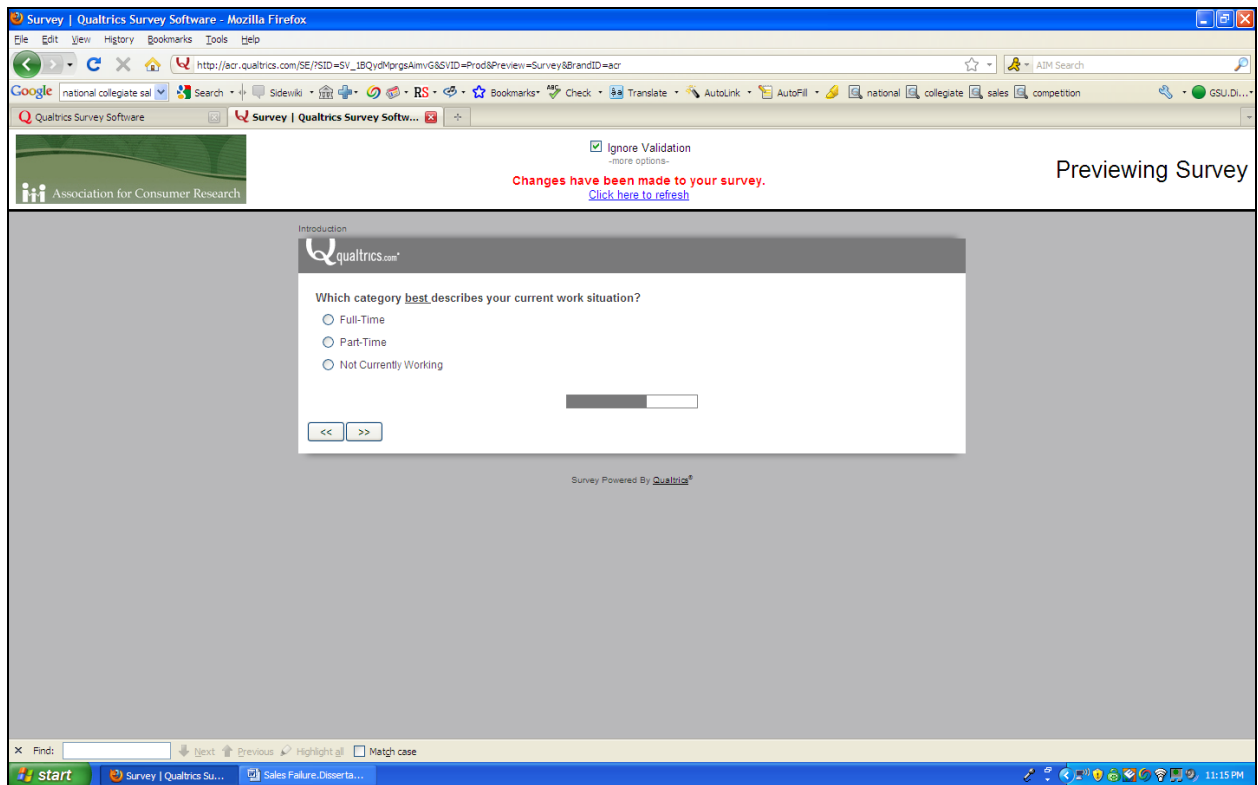 Survey | Qualtrics Survey Software - Mozilla Firefox
File Edit View History Bookmarks Tools Help
http://acr.qualtrics.com/SE/?SID=SV_1BQydMprgsAimvG&SVID=Prod&Preview=Survey&BrandID=acr AIM Search
Google national collegiate sal Search Sidewiki RS Bookmarks Check Translate AutoLink AutoFill national collegiate sales competition GSU.Di...
Qualtrics Survey Software Survey | Qualtrics Survey Softw...
Association for Consumer Research
Ignore Validation
-more options-
Changes have been made to your survey.
Click here to refresh
Previewing Survey
Introduction
qualtrics.com
Which category best describes your current work situation?
Full-Time
Part-Time
Not Currently Working
<< >>
Survey Powered By Qualtrics®
x Find: Next Previous Highlight all Match case
start Survey | Qualtrics Su... Sales Failure.Disserta... 11:15 PM